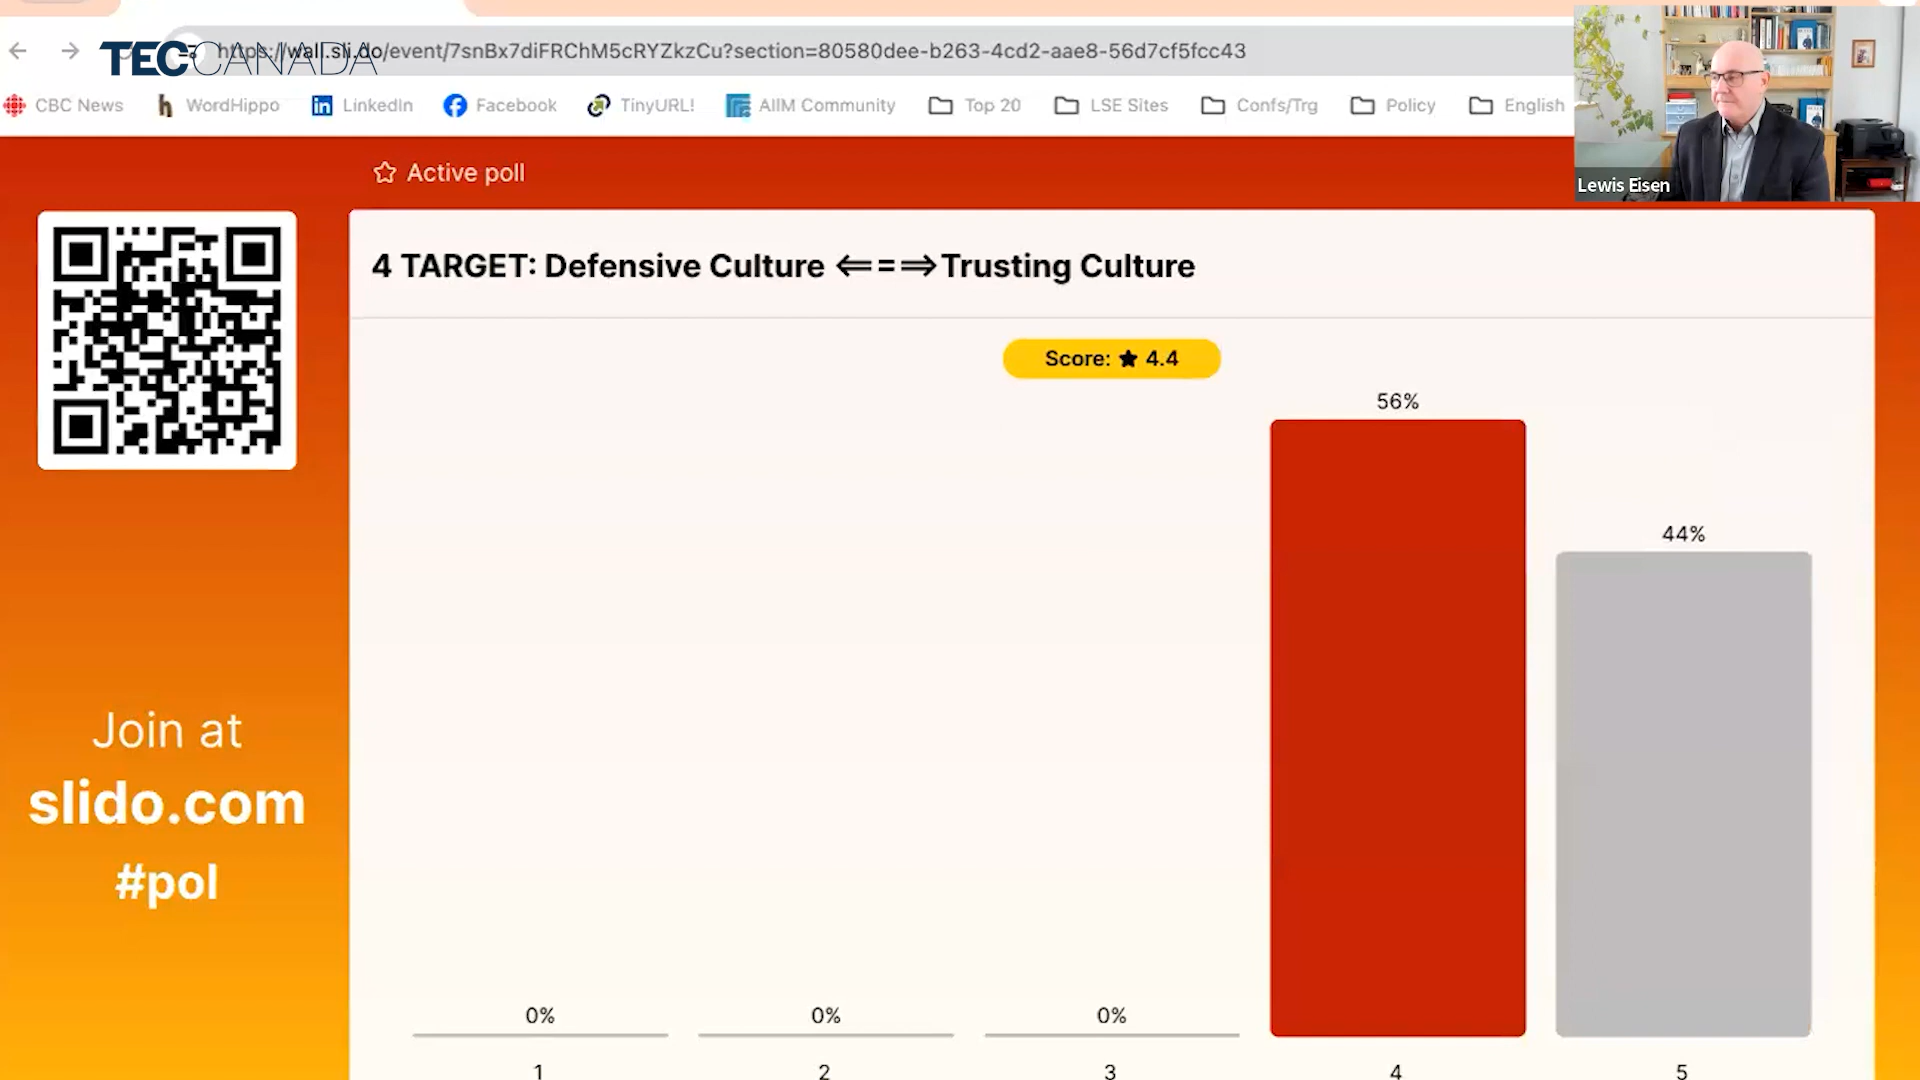 TEC CANADA
https://wall.sli.do/event/7snBx7diFRChM5cRYZkzCu?section=80580dee-b263-4cd2-aae8-56d7cf5fcc43
CBC News WordHippo LinkedIn Facebook TinyURL! AIIM Community Top 20 LSE Sites Confs/Trg Policy English
Lewis Eisen
Active poll
4 TARGET: Defensive Culture <==>Trusting Culture
Score: ★ 4.4
56%
44%
0% 0% 0%
1 2 3 4 5
Join at
slido.com
#pol